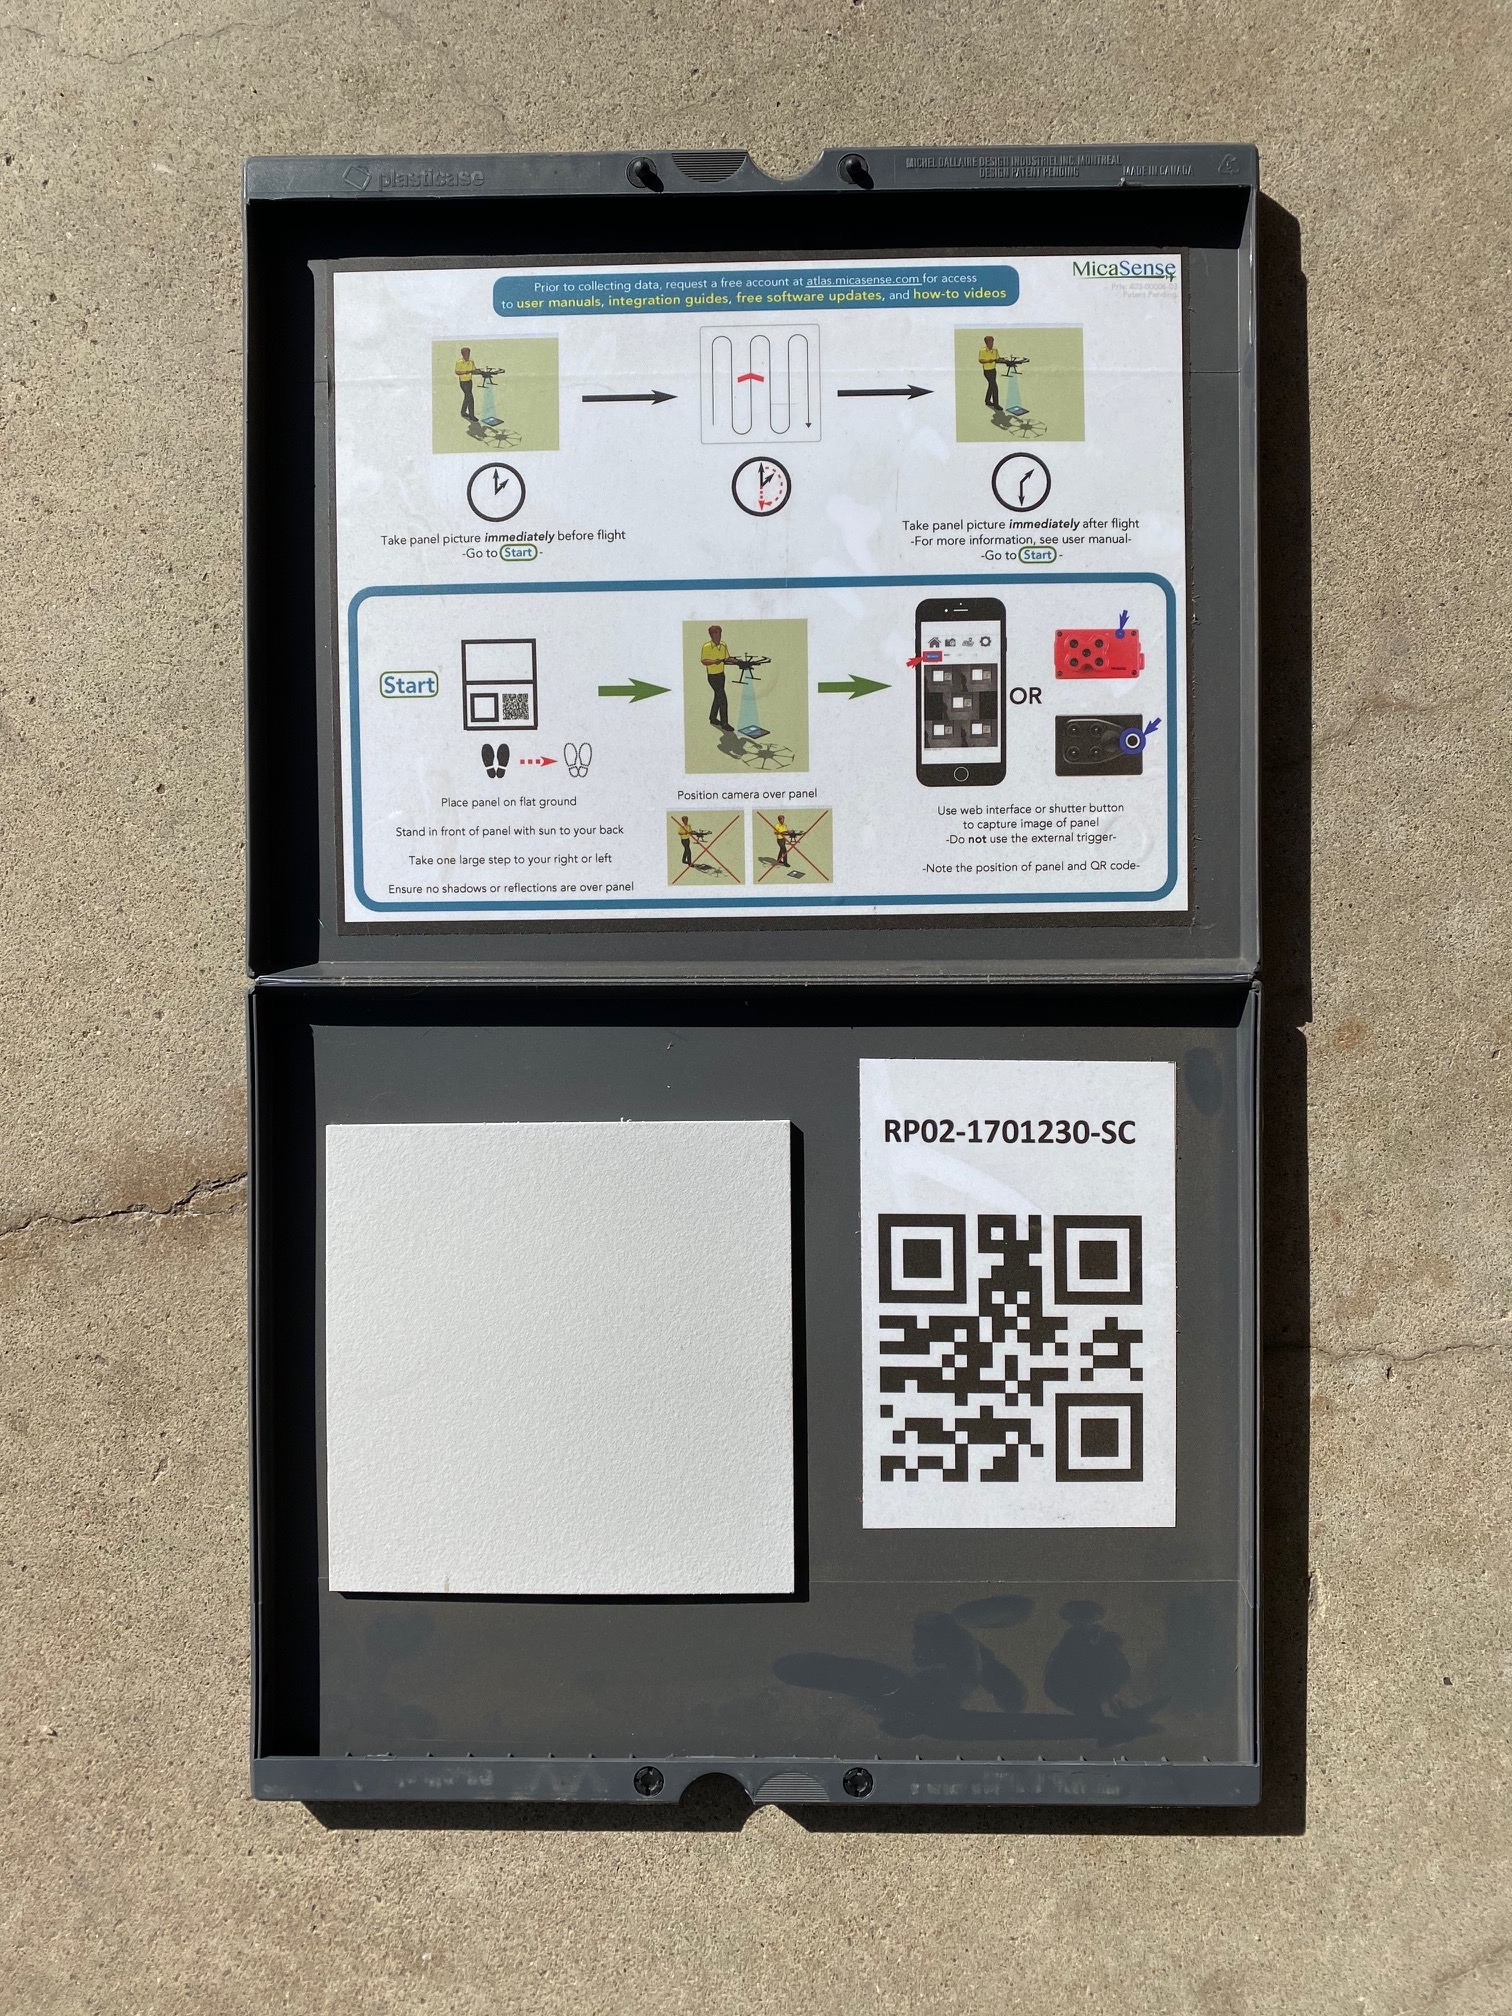 plasticase
MICHEL DALLAIRE DESIGN INDUSTRIEL INC. MONTREAL
DESIGN PATENT PENDING
MADE IN CANADA
Prior to collecting data, request a free account at atlas.micasense.com for access
to user manuals, integration guides, free software updates, and how-to videos
MicaSense
P/N: 403-00006-03
Patent Pending
Take panel picture immediately before flight
-Go to Start -
Take panel picture immediately after flight
-For more information, see user manual-
-Go to Start -
Start
OR
Place panel on flat ground
Stand in front of panel with sun to your back
Take one large step to your right or left
Ensure no shadows or reflections are over panel
Position camera over panel
Use web interface or shutter button
to capture image of panel
-Do not use the external trigger-
-Note the position of panel and QR code-
RP02-1701230-SC